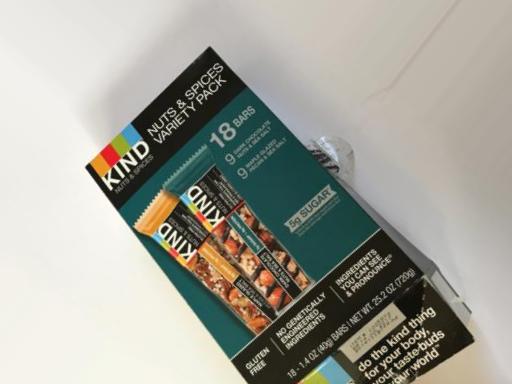 KIND
NUTS & SPICES
NUTS & SPICES
VARIETY PACK
18 BARS
9 DARK CHOCOLATE
NUTS & SEA SALT
9 MAPLE GLAZED
PECAN & SEA SALT
5g SUGAR
KIND
KIND
GLUTEN
FREE
NO GENETICALLY
ENGINEERED
INGREDIENTS
INGREDIENTS
YOU CAN SEE
& PRONOUNCE®
18 - 1.4 OZ (40g) BARS | NET WT. 25.2 OZ (720g)
do the kind thing
for your body,
your taste-buds
world™